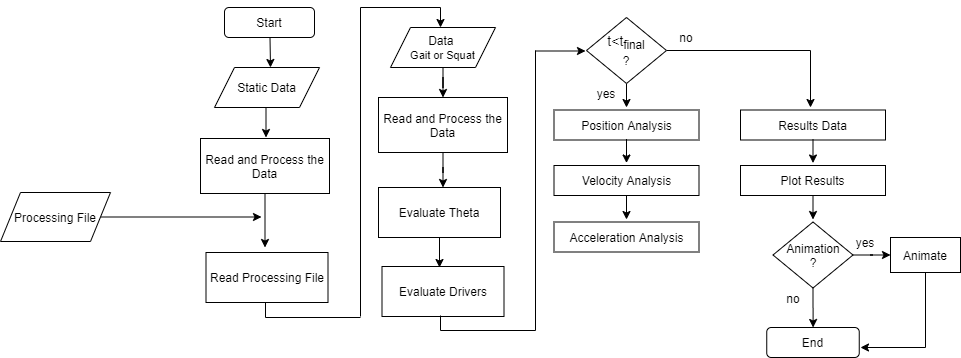 Start
Static Data
Read and Process the
Data
Processing File
Read Processing File
Data
Gait or Squat
Read and Process the
Data
Evaluate Theta
Evaluate Drivers
t<tfinal
?
yes
no
Position Analysis
Velocity Analysis
Acceleration Analysis
Results Data
Plot Results
Animation
?
yes
Animate
no
End